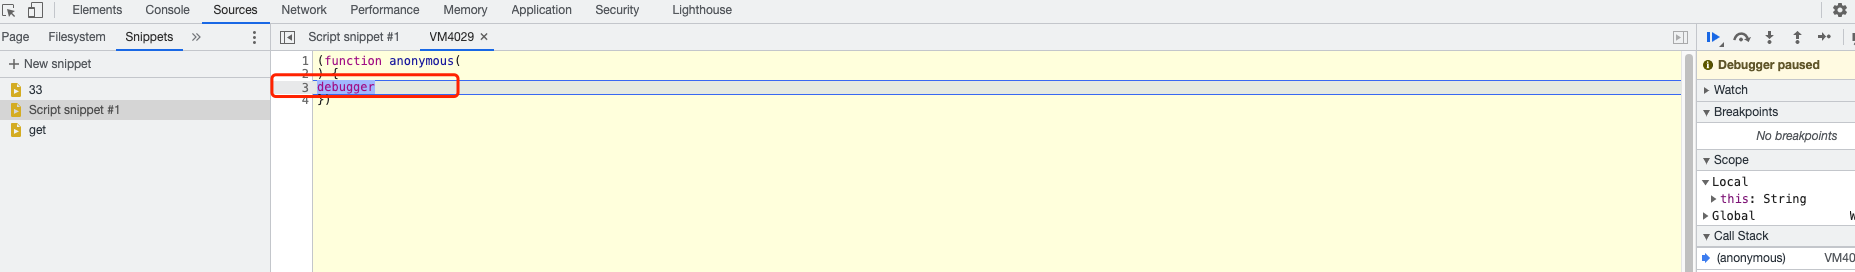 Elements Console Sources Network Performance Memory Application Security Lighthouse
Page Filesystem Snippets »
Script snippet #1 VM4029 ×
+ New snippet
33
Script snippet #1
get
1 (function anonymous(
2 ) {
3 debugger
4 })
Debugger paused
Watch
Breakpoints
No breakpoints
Scope
Local
this: String
Global W
Call Stack
(anonymous) VM40